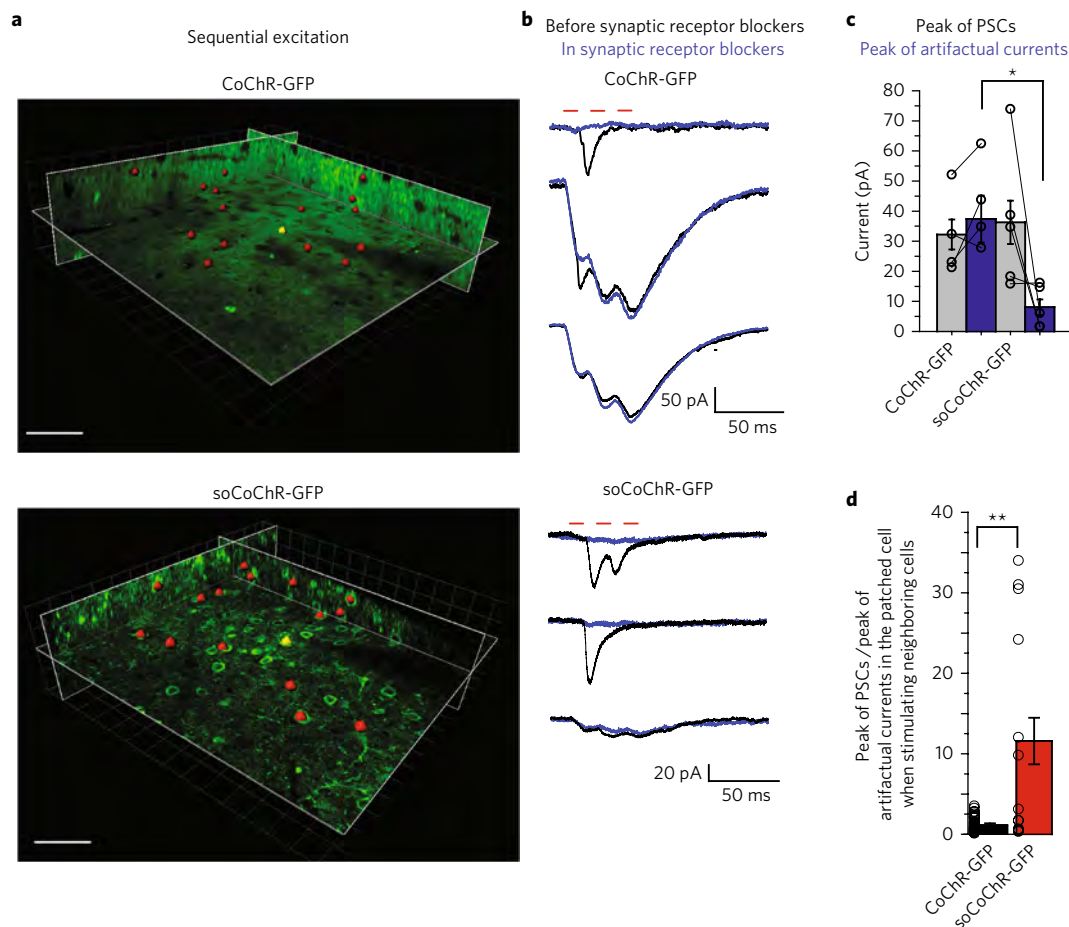 a
Sequential excitation
CoChR-GFP
soCoChR-GFP
b
Before synaptic receptor blockers
In synaptic receptor blockers
CoChR-GFP
50 pA
50 ms
soCoChR-GFP
20 pA
50 ms
c
Peak of PSCs
Peak of artifactual currents
*
80
70
60
50
40
30
20
10
0
Current (pA)
CoChR-GFP
soCoChR-GFP
d
**
40
30
20
10
0
Peak of PSCs/peak of
artifactual currents in the patched cell
when stimulating neighboring cells
CoChR-GFP
soCoChR-GFP